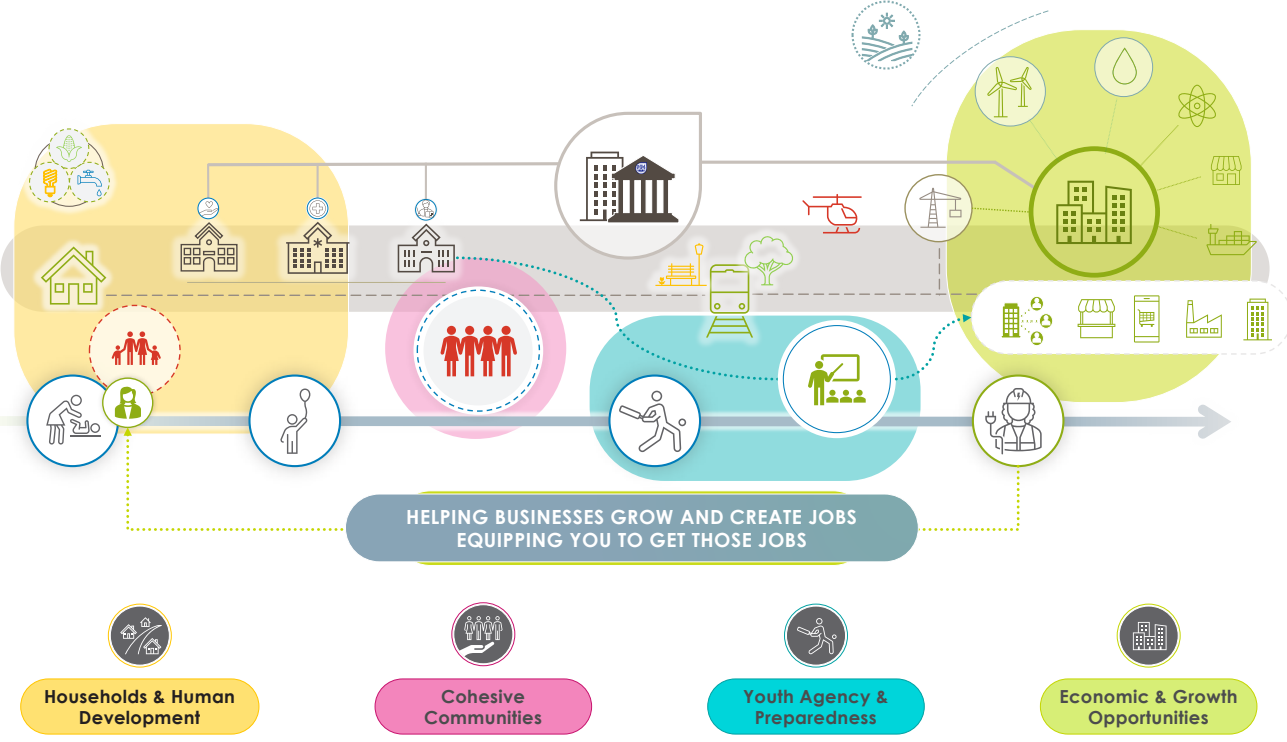 HELPING BUSINESSES GROW AND CREATE JOBS
EQUIPPING YOU TO GET THOSE JOBS
Households & Human
Development
Cohesive
Communities
Youth Agency &
Preparedness
Economic & Growth
Opportunities